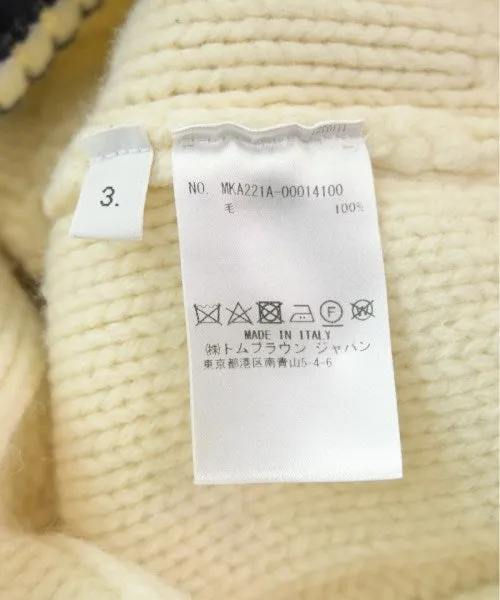 3.
NO. MKA221A-00014100
毛 100%
F W
MADE IN ITALY
㈱トムブラウン ジャパン
東京都港区南青山5-4-6